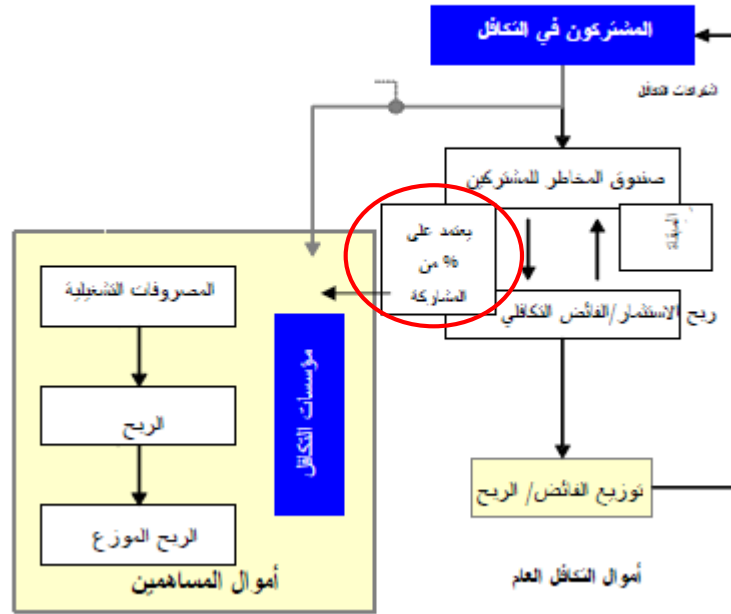 المشتركون في التكافل
اشتراكات التكافل
صندوق المخاطر للمشتركين
يعتمد على
% من
المشاركة
المصروفات التشغيلية
ربح الاستثمار/الفائض التكافلي
مؤسسات التكافل
الربح
توزيع الفائض/ الربح
الربح الموزع
أموال المساهمين
أموال التكافل العام